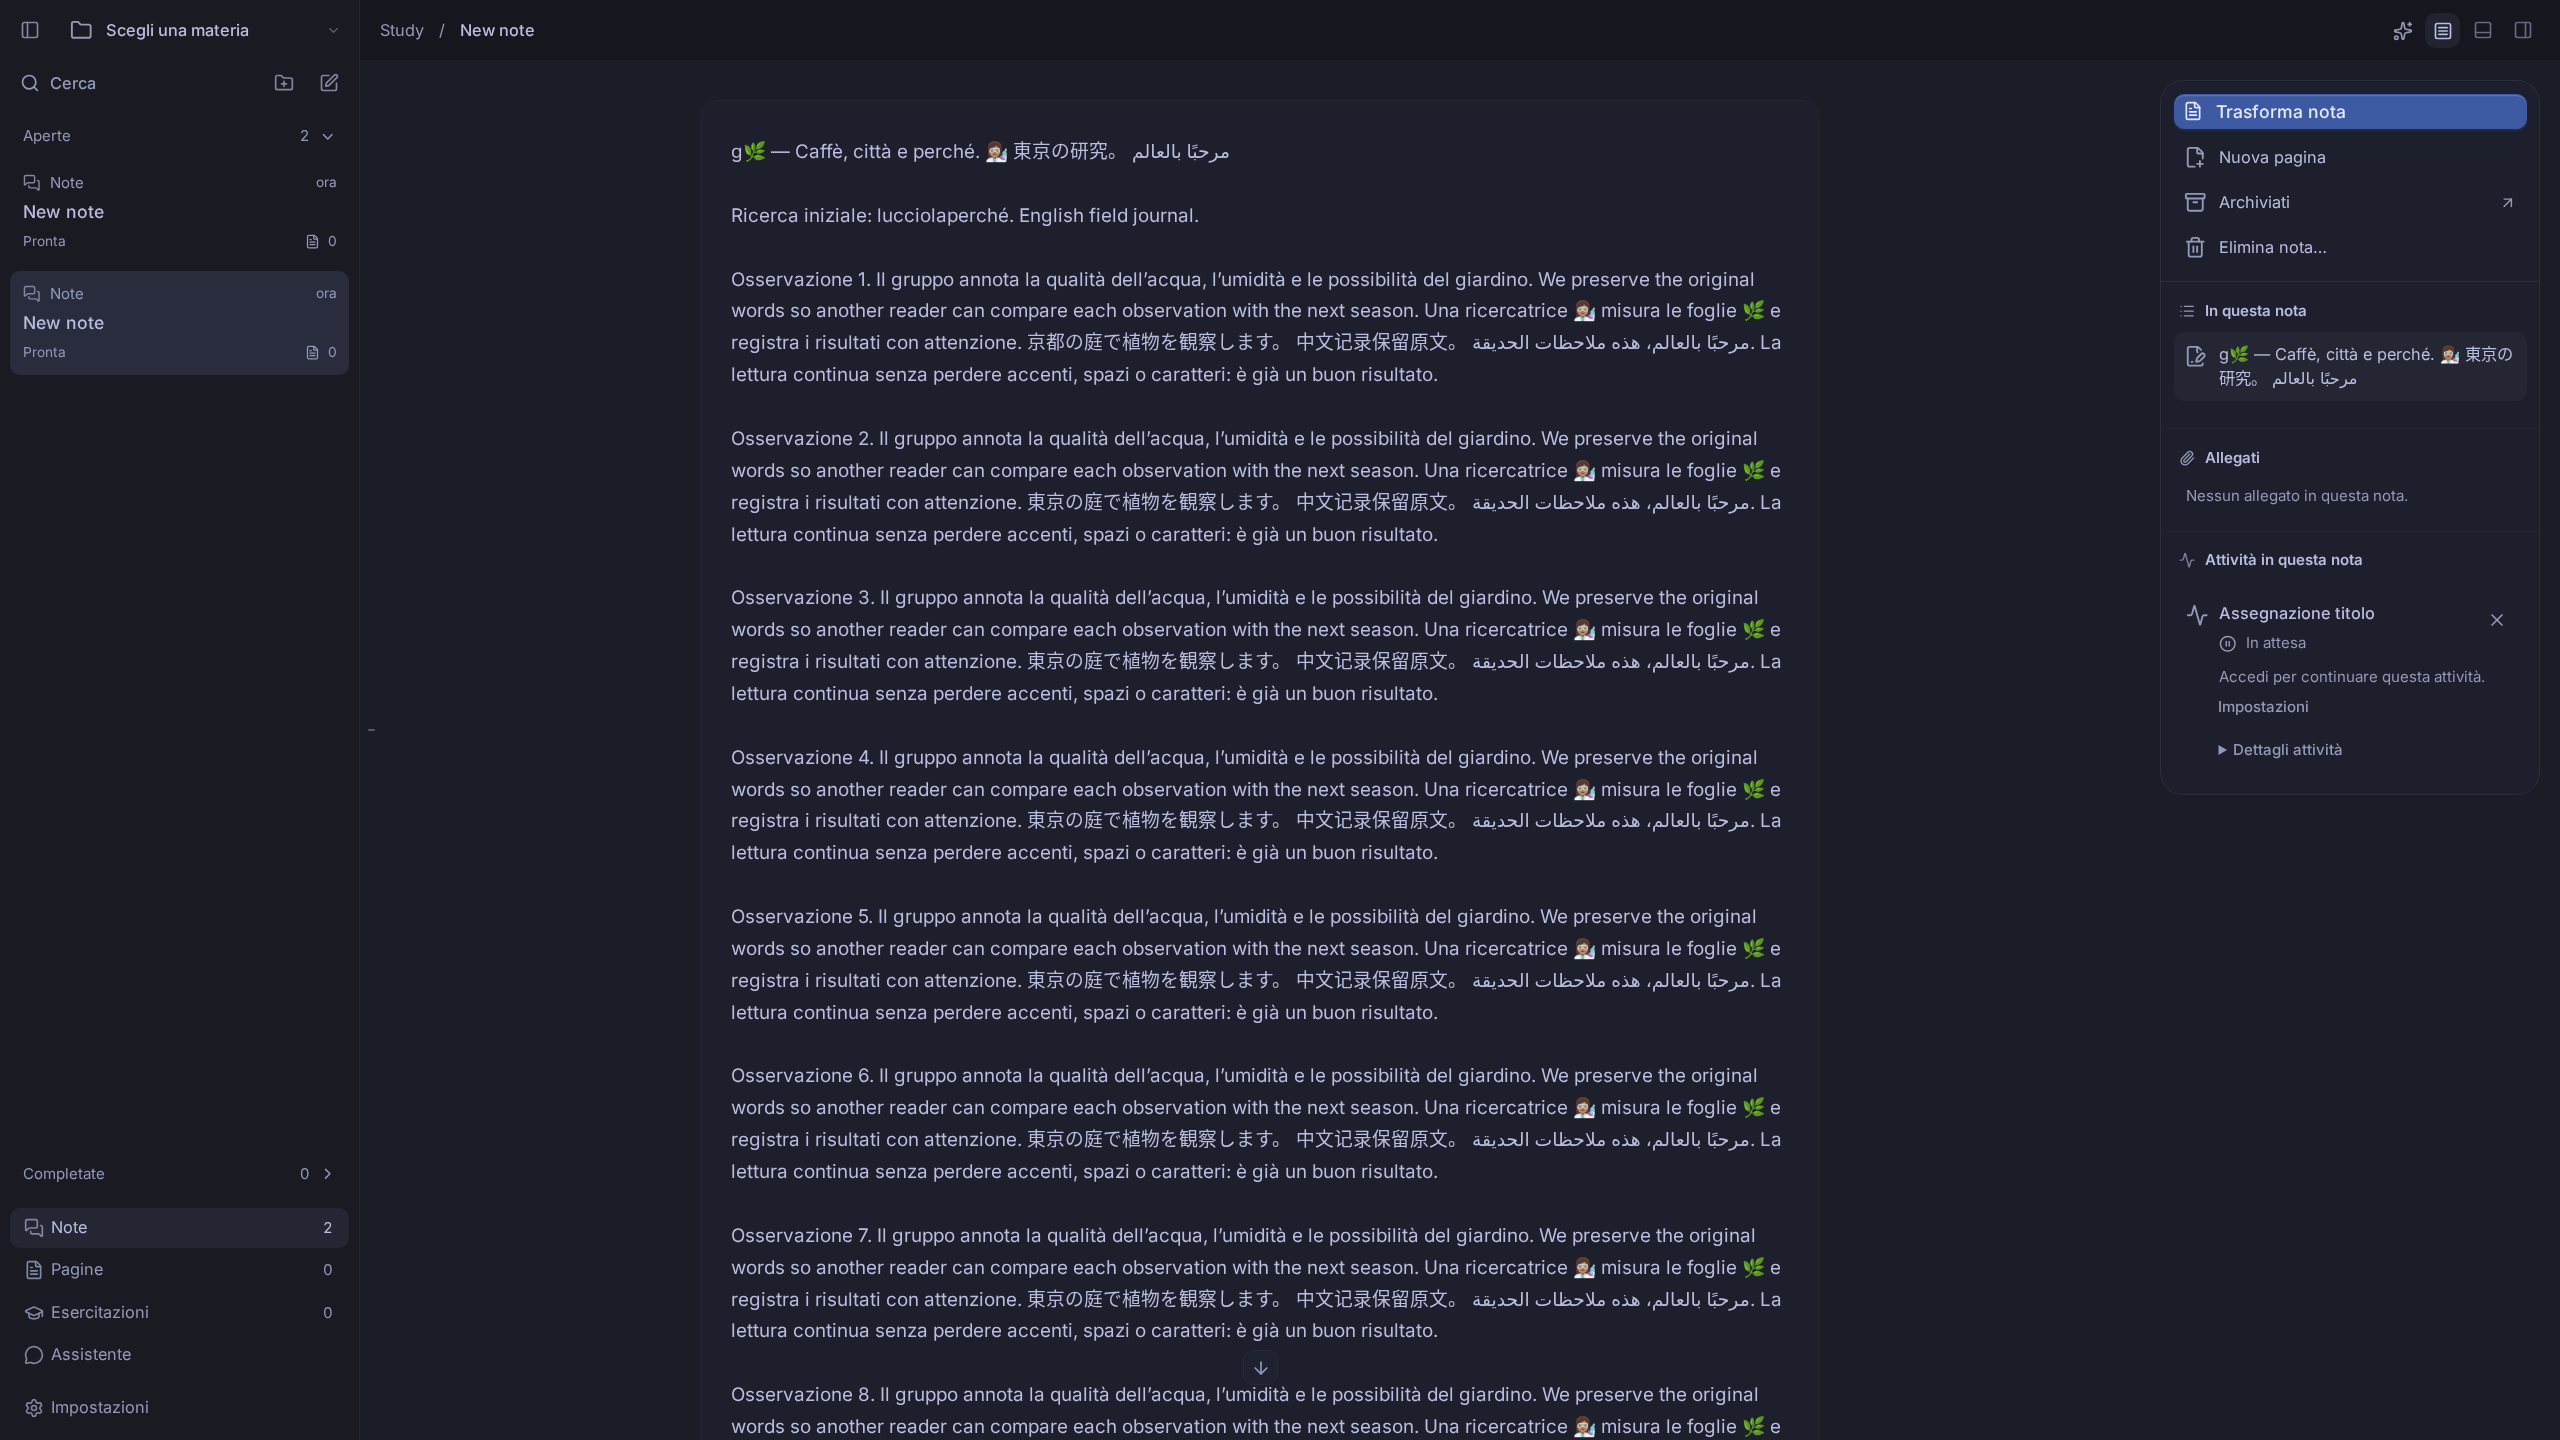 Scegli una materia
Cerca
Aperte 2
Note ora
New note
Pronta 0
Note ora
New note
Pronta 0
Completate 0
Note 2
Pagine 0
Esercitazioni 0
Assistente
Impostazioni
Study / New note
g🌿 — Caffè, città e perché. 👩🏽‍🔬 東京の研究。 مرحبًا بالعالم
Ricerca iniziale: lucciolaperché. English field journal.
Osservazione 1. Il gruppo annota la qualità dell’acqua, l’umidità e le possibilità del giardino. We preserve the original
words so another reader can compare each observation with the next season. Una ricercatrice 👩🏽‍🔬 misura le foglie 🌿 e
registra i risultati con attenzione. 京都の庭で植物を観察します。 中文记录保留原文。 مرحبًا بالعالم، هذه ملاحظات الحديقة. La
lettura continua senza perdere accenti, spazi o caratteri: è già un buon risultato.
Osservazione 2. Il gruppo annota la qualità dell’acqua, l’umidità e le possibilità del giardino. We preserve the original
words so another reader can compare each observation with the next season. Una ricercatrice 👩🏽‍🔬 misura le foglie 🌿 e
registra i risultati con attenzione. 東京の庭で植物を観察します。 中文记录保留原文。 مرحبًا بالعالم، هذه ملاحظات الحديقة. La
lettura continua senza perdere accenti, spazi o caratteri: è già un buon risultato.
Osservazione 3. Il gruppo annota la qualità dell’acqua, l’umidità e le possibilità del giardino. We preserve the original
words so another reader can compare each observation with the next season. Una ricercatrice 👩🏽‍🔬 misura le foglie 🌿 e
registra i risultati con attenzione. 東京の庭で植物を観察します。 中文记录保留原文。 مرحبًا بالعالم، هذه ملاحظات الحديقة. La
lettura continua senza perdere accenti, spazi o caratteri: è già un buon risultato.
Osservazione 4. Il gruppo annota la qualità dell’acqua, l’umidità e le possibilità del giardino. We preserve the original
words so another reader can compare each observation with the next season. Una ricercatrice 👩🏽‍🔬 misura le foglie 🌿 e
registra i risultati con attenzione. 東京の庭で植物を観察します。 中文记录保留原文。 مرحبًا بالعالم، هذه ملاحظات الحديقة. La
lettura continua senza perdere accenti, spazi o caratteri: è già un buon risultato.
Osservazione 5. Il gruppo annota la qualità dell’acqua, l’umidità e le possibilità del giardino. We preserve the original
words so another reader can compare each observation with the next season. Una ricercatrice 👩🏽‍🔬 misura le foglie 🌿 e
registra i risultati con attenzione. 東京の庭で植物を観察します。 中文记录保留原文。 مرحبًا بالعالم، هذه ملاحظات الحديقة. La
lettura continua senza perdere accenti, spazi o caratteri: è già un buon risultato.
Osservazione 6. Il gruppo annota la qualità dell’acqua, l’umidità e le possibilità del giardino. We preserve the original
words so another reader can compare each observation with the next season. Una ricercatrice 👩🏽‍🔬 misura le foglie 🌿 e
registra i risultati con attenzione. 東京の庭で植物を観察します。 中文记录保留原文。 مرحبًا بالعالم، هذه ملاحظات الحديقة. La
lettura continua senza perdere accenti, spazi o caratteri: è già un buon risultato.
Osservazione 7. Il gruppo annota la qualità dell’acqua, l’umidità e le possibilità del giardino. We preserve the original
words so another reader can compare each observation with the next season. Una ricercatrice 👩🏽‍🔬 misura le foglie 🌿 e
registra i risultati con attenzione. 東京の庭で植物を観察します。 中文记录保留原文。 مرحبًا بالعالم، هذه ملاحظات الحديقة. La
lettura continua senza perdere accenti, spazi o caratteri: è già un buon risultato.
Osservazione 8. Il gruppo annota la qualità dell’acqua, l’umidità e le possibilità del giardino. We preserve the original
words so another reader can compare each observation with the next season. Una ricercatrice 👩🏽‍🔬 misura le foglie 🌿 e
Trasforma nota
Nuova pagina
Archiviati
Elimina nota…
In questa nota
g🌿 — Caffè, città e perché. 👩🏽‍🔬 東京の
研究。 مرحبًا بالعالم
Allegati
Nessun allegato in questa nota.
Attività in questa nota
Assegnazione titolo
In attesa
Accedi per continuare questa attività.
Impostazioni
Dettagli attività